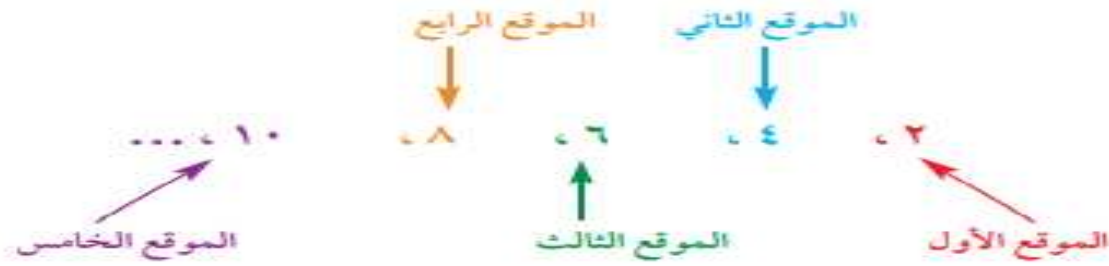 الموقع الثاني الموقع الرابع
٢ ، ٤ ، ٦ ، ٨ ، ١٠ ، ...
الموقع الأول الموقع الثالث الموقع الخامس